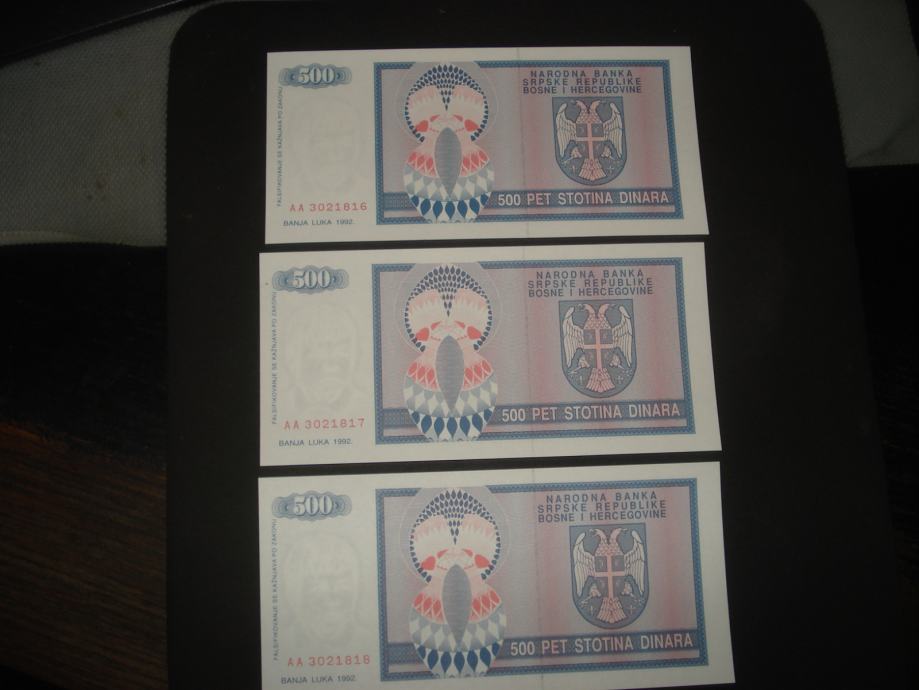 500
NARODNA BANKA
SRPSKE REPUBLIKE
BOSNE I HERCEGOVINE
FALSIFIKOVANJE SE KAŽNJAVA PO ZAKONU
AA 3021816
500 PET STOTINA DINARA
BANJA LUKA 1992.
500
NARODNA BANKA
SRPSKE REPUBLIKE
BOSNE I HERCEGOVINE
FALSIFIKOVANJE SE KAŽNJAVA PO ZAKONU
AA 3021817
500 PET STOTINA DINARA
BANJA LUKA 1992.
500
NARODNA BANKA
SRPSKE REPUBLIKE
BOSNE I HERCEGOVINE
FALSIFIKOVANJE SE KAŽNJAVA PO ZAKONU
AA 3021818
500 PET STOTINA DINARA
BANJA LUKA 1992.